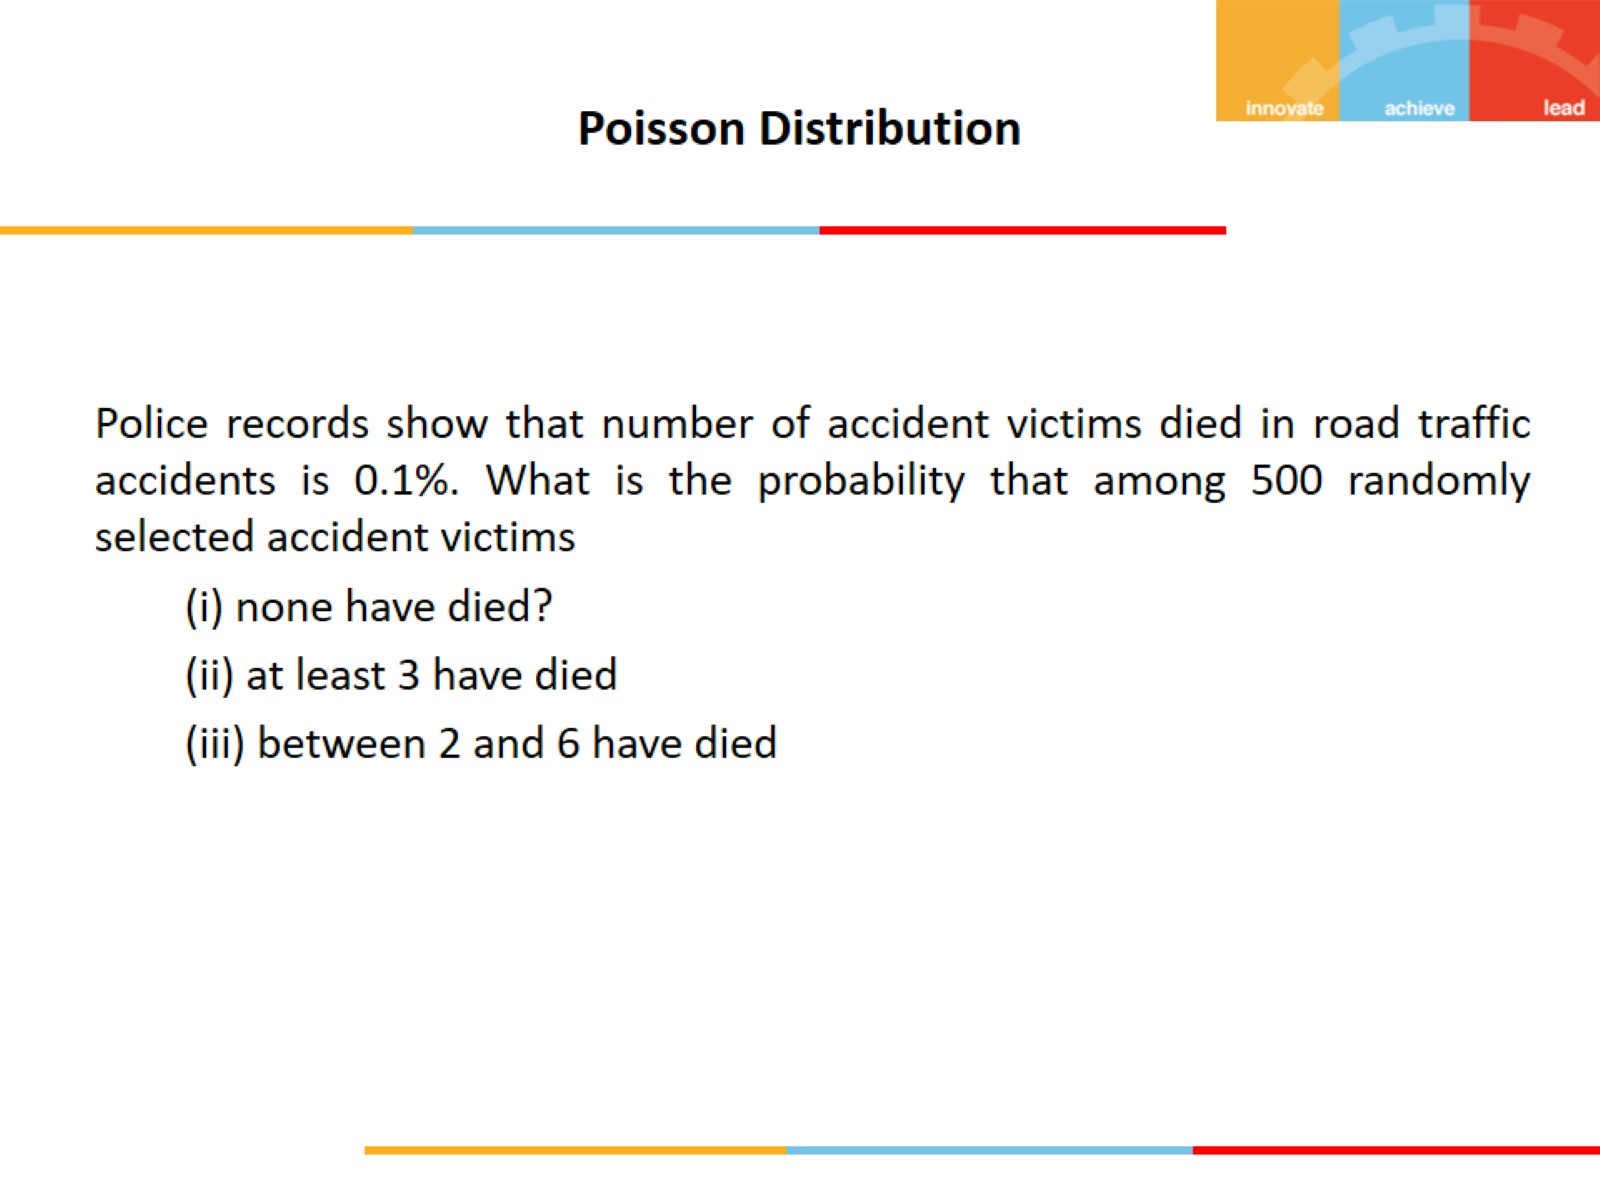 innovate achieve lead
Poisson Distribution
Police records show that number of accident victims died in road traffic
accidents is 0.1%. What is the probability that among 500 randomly
selected accident victims
(i) none have died?
(ii) at least 3 have died
(iii) between 2 and 6 have died